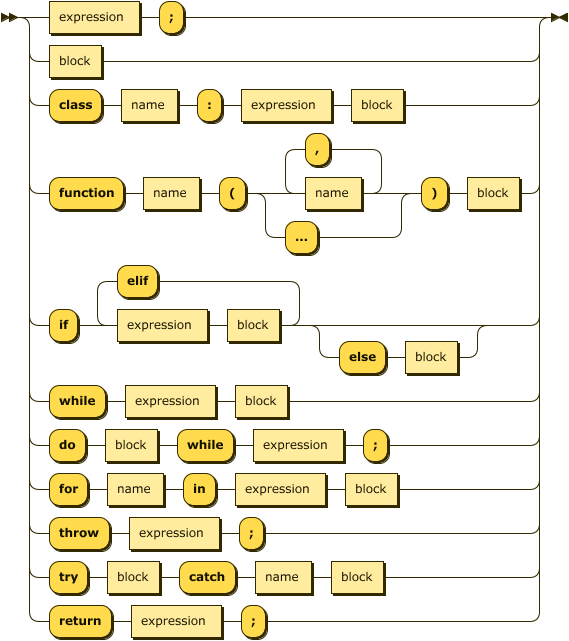 expression ;
block
class name : expression block
,
function name ( name ) block
...
elif
if expression block
else block
while expression block
do block while expression ;
for name in expression block
throw expression ;
try block catch name block
return expression ;